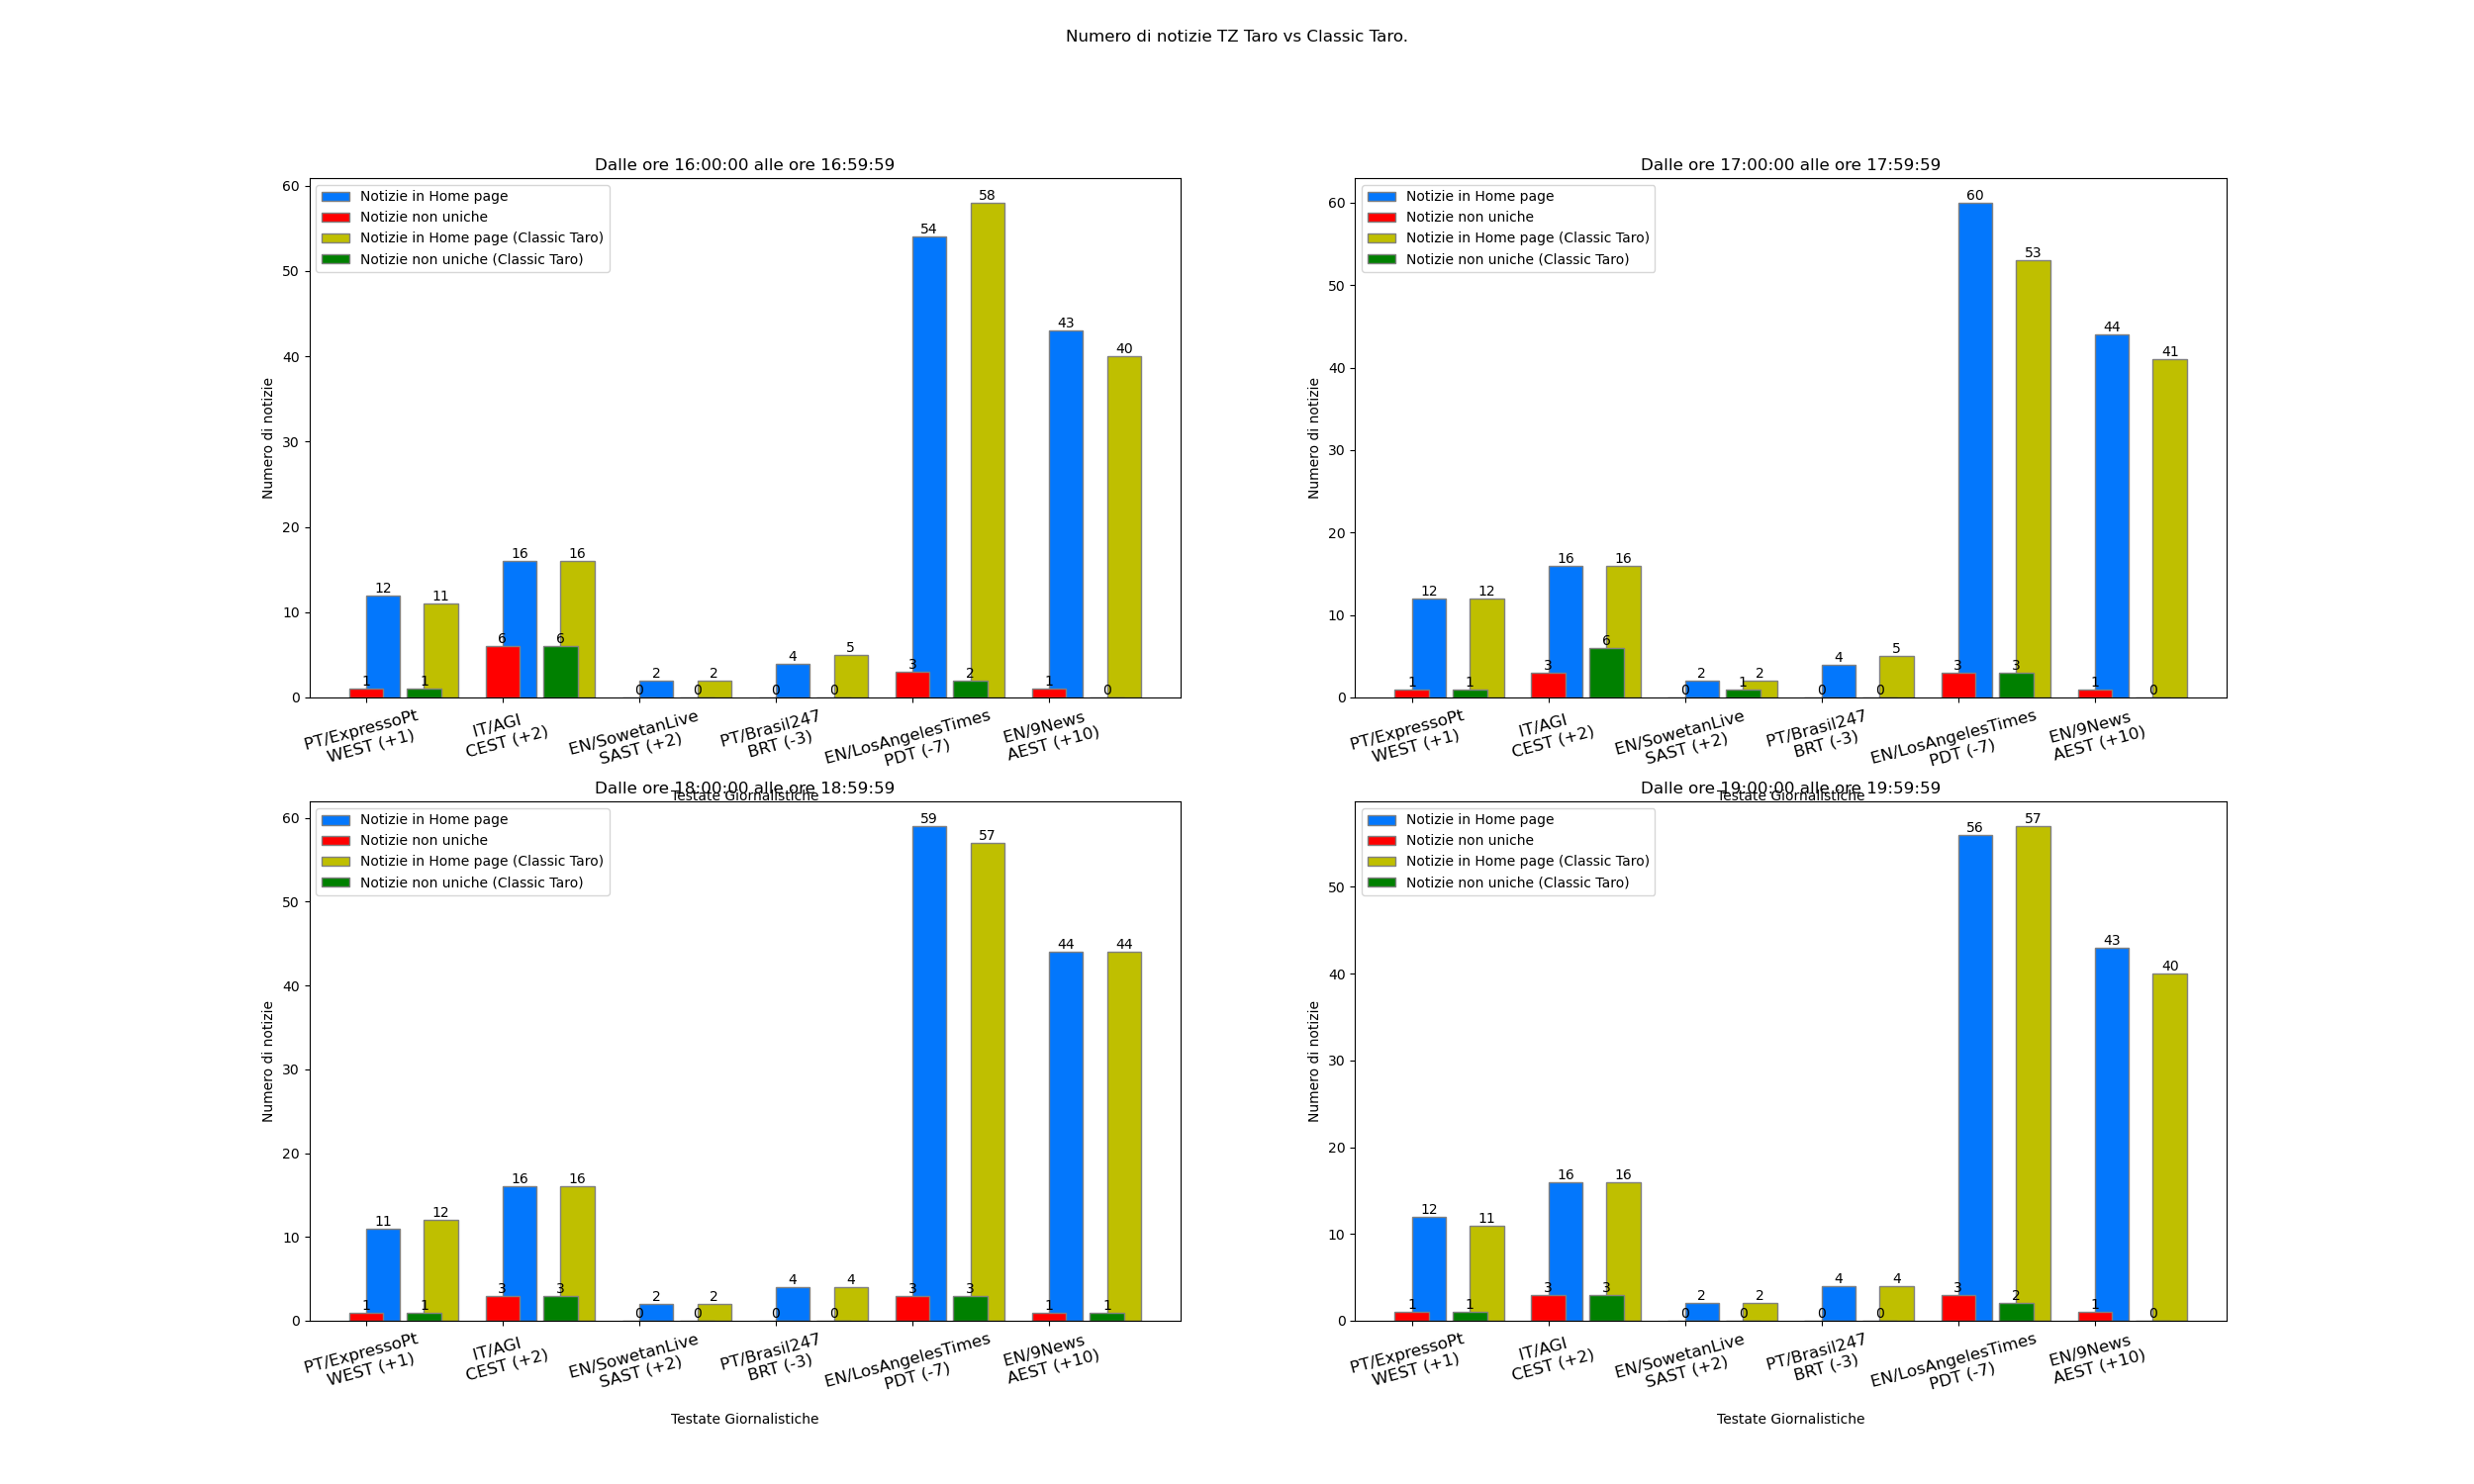 Numero di notizie TZ Taro vs Classic Taro.
Dalle ore 16:00:00 alle ore 16:59:59
60
50
40
30
20
10
0
Numero di notizie
Notizie in Home page
Notizie non uniche
Notizie in Home page (Classic Taro)
Notizie non uniche (Classic Taro)
1
12
1
11
6
16
6
16
0
2
0
2
0
4
0
5
3
54
2
58
1
43
0
40
PT/ExpressoPt
WEST (+1)
IT/AGI
CEST (+2)
EN/SowetanLive
SAST (+2)
PT/Brasil247
BRT (-3)
EN/LosAngelesTimes
PDT (-7)
EN/9News
AEST (+10)
Testate Giornalistiche
Dalle ore 17:00:00 alle ore 17:59:59
60
50
40
30
20
10
0
Numero di notizie
Notizie in Home page
Notizie non uniche
Notizie in Home page (Classic Taro)
Notizie non uniche (Classic Taro)
1
12
1
12
3
16
6
16
0
2
1
2
0
4
0
5
3
60
3
53
1
44
0
41
PT/ExpressoPt
WEST (+1)
IT/AGI
CEST (+2)
EN/SowetanLive
SAST (+2)
PT/Brasil247
BRT (-3)
EN/LosAngelesTimes
PDT (-7)
EN/9News
AEST (+10)
Testate Giornalistiche
Dalle ore 18:00:00 alle ore 18:59:59
60
50
40
30
20
10
0
Numero di notizie
Notizie in Home page
Notizie non uniche
Notizie in Home page (Classic Taro)
Notizie non uniche (Classic Taro)
1
11
1
12
3
16
3
16
0
2
0
2
0
4
0
4
3
59
3
57
1
44
1
44
PT/ExpressoPt
WEST (+1)
IT/AGI
CEST (+2)
EN/SowetanLive
SAST (+2)
PT/Brasil247
BRT (-3)
EN/LosAngelesTimes
PDT (-7)
EN/9News
AEST (+10)
Testate Giornalistiche
Dalle ore 19:00:00 alle ore 19:59:59
50
40
30
20
10
0
Numero di notizie
Notizie in Home page
Notizie non uniche
Notizie in Home page (Classic Taro)
Notizie non uniche (Classic Taro)
1
12
1
11
3
16
3
16
0
2
0
2
0
4
0
4
3
56
2
57
1
43
0
40
PT/ExpressoPt
WEST (+1)
IT/AGI
CEST (+2)
EN/SowetanLive
SAST (+2)
PT/Brasil247
BRT (-3)
EN/LosAngelesTimes
PDT (-7)
EN/9News
AEST (+10)
Testate Giornalistiche